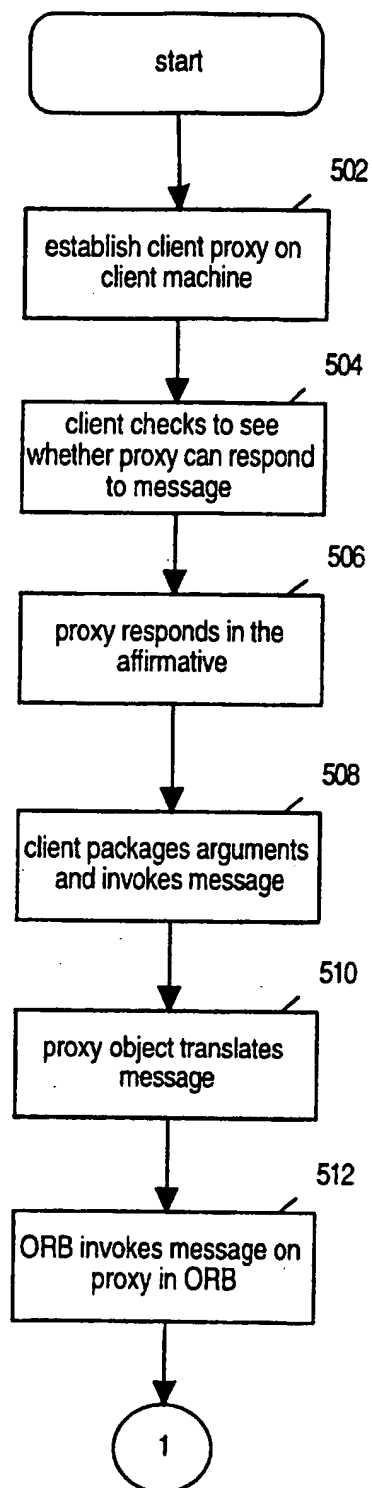 start
502
establish client proxy on
client machine
504
client checks to see
whether proxy can respond
to message
506
proxy responds in the
affirmative
508
client packages arguments
and invokes message
510
proxy object translates
message
512
ORB invokes message on
proxy in ORB
1